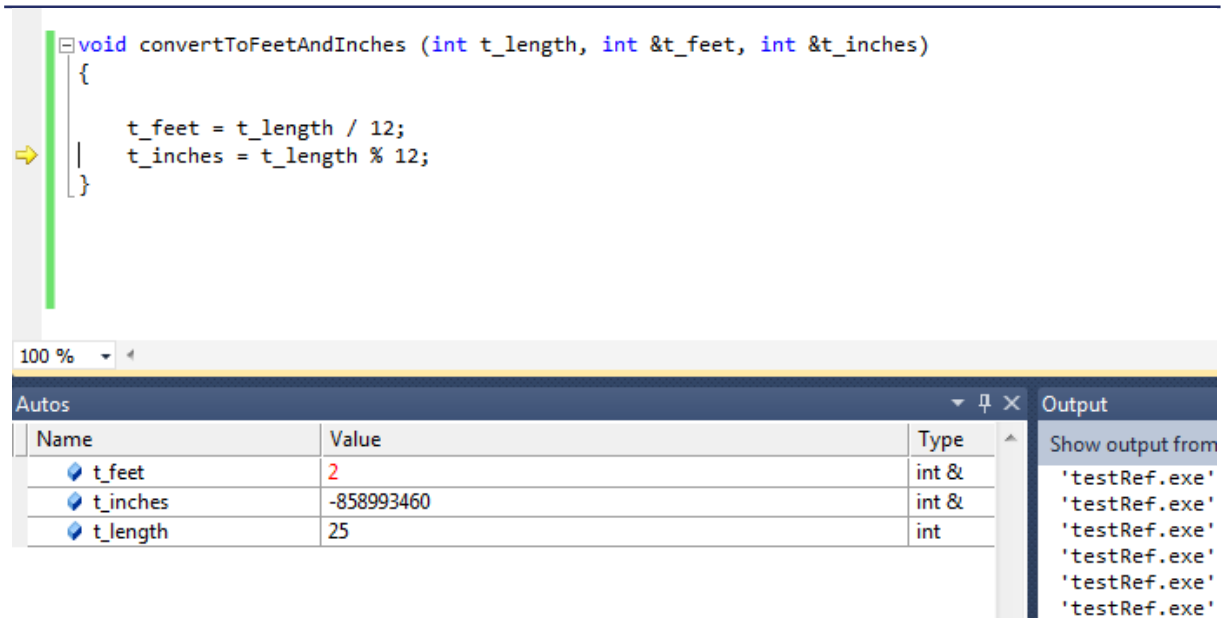 void convertToFeetAndInches (int t_length, int &t_feet, int &t_inches)
{
t_feet = t_length / 12;
t_inches = t_length % 12;
}
100 %
Autos
Name Value Type
t_feet 2 int &
t_inches -858993460 int &
t_length 25 int
Output
Show output from
'testRef.exe'
'testRef.exe'
'testRef.exe'
'testRef.exe'
'testRef.exe'
'testRef.exe'